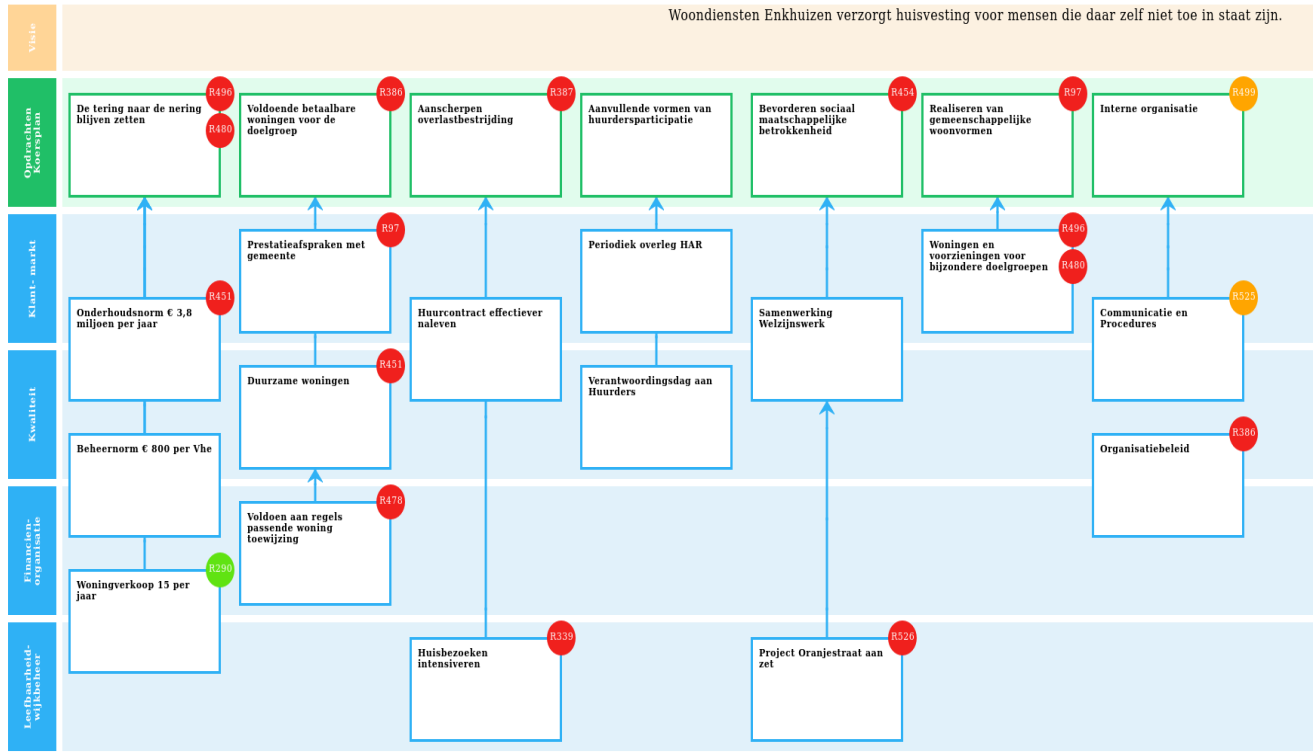 Visie
Woondiensten Enkhuizen verzorgt huisvesting voor mensen die daar zelf niet toe in staat zijn.
Opdrachten
Koersplan
De tering naar de nering
blijven zetten
R496
R480
Voldoende betaalbare
woningen voor de
doelgroep
R386
Aanscherpen
overlastbestrijding
R387
Aanvullende vormen van
huurdersparticipatie
Bevorderen sociaal
maatschappelijke
betrokkenheid
R454
Realiseren van
gemeenschappelijke
woonvormen
R97
Interne organisatie
R499
Klant- markt
Prestatieafspraken met
gemeente
R97
Periodiek overleg HAR
Woningen en
voorzieningen voor
bijzondere doelgroepen
R496
R480
Onderhoudsnorm € 3,8
miljoen per jaar
R451
Huurcontract effectiever
naleven
Samenwerking
Welzijnswerk
Communicatie en
Procedures
R525
Kwaliteit
Duurzame woningen
R451
Verantwoordingsdag aan
Huurders
Beheernorm € 800 per Vhe
Organisatiebeleid
R386
Financien-
organisatie
Voldoen aan regels
passende woning
toewijzing
R478
Woningverkoop 15 per
jaar
R290
Leefbaarheid-
wijkbeheer
Huisbezoeken
intensiveren
R339
Project Oranjestraat aan
zet
R526